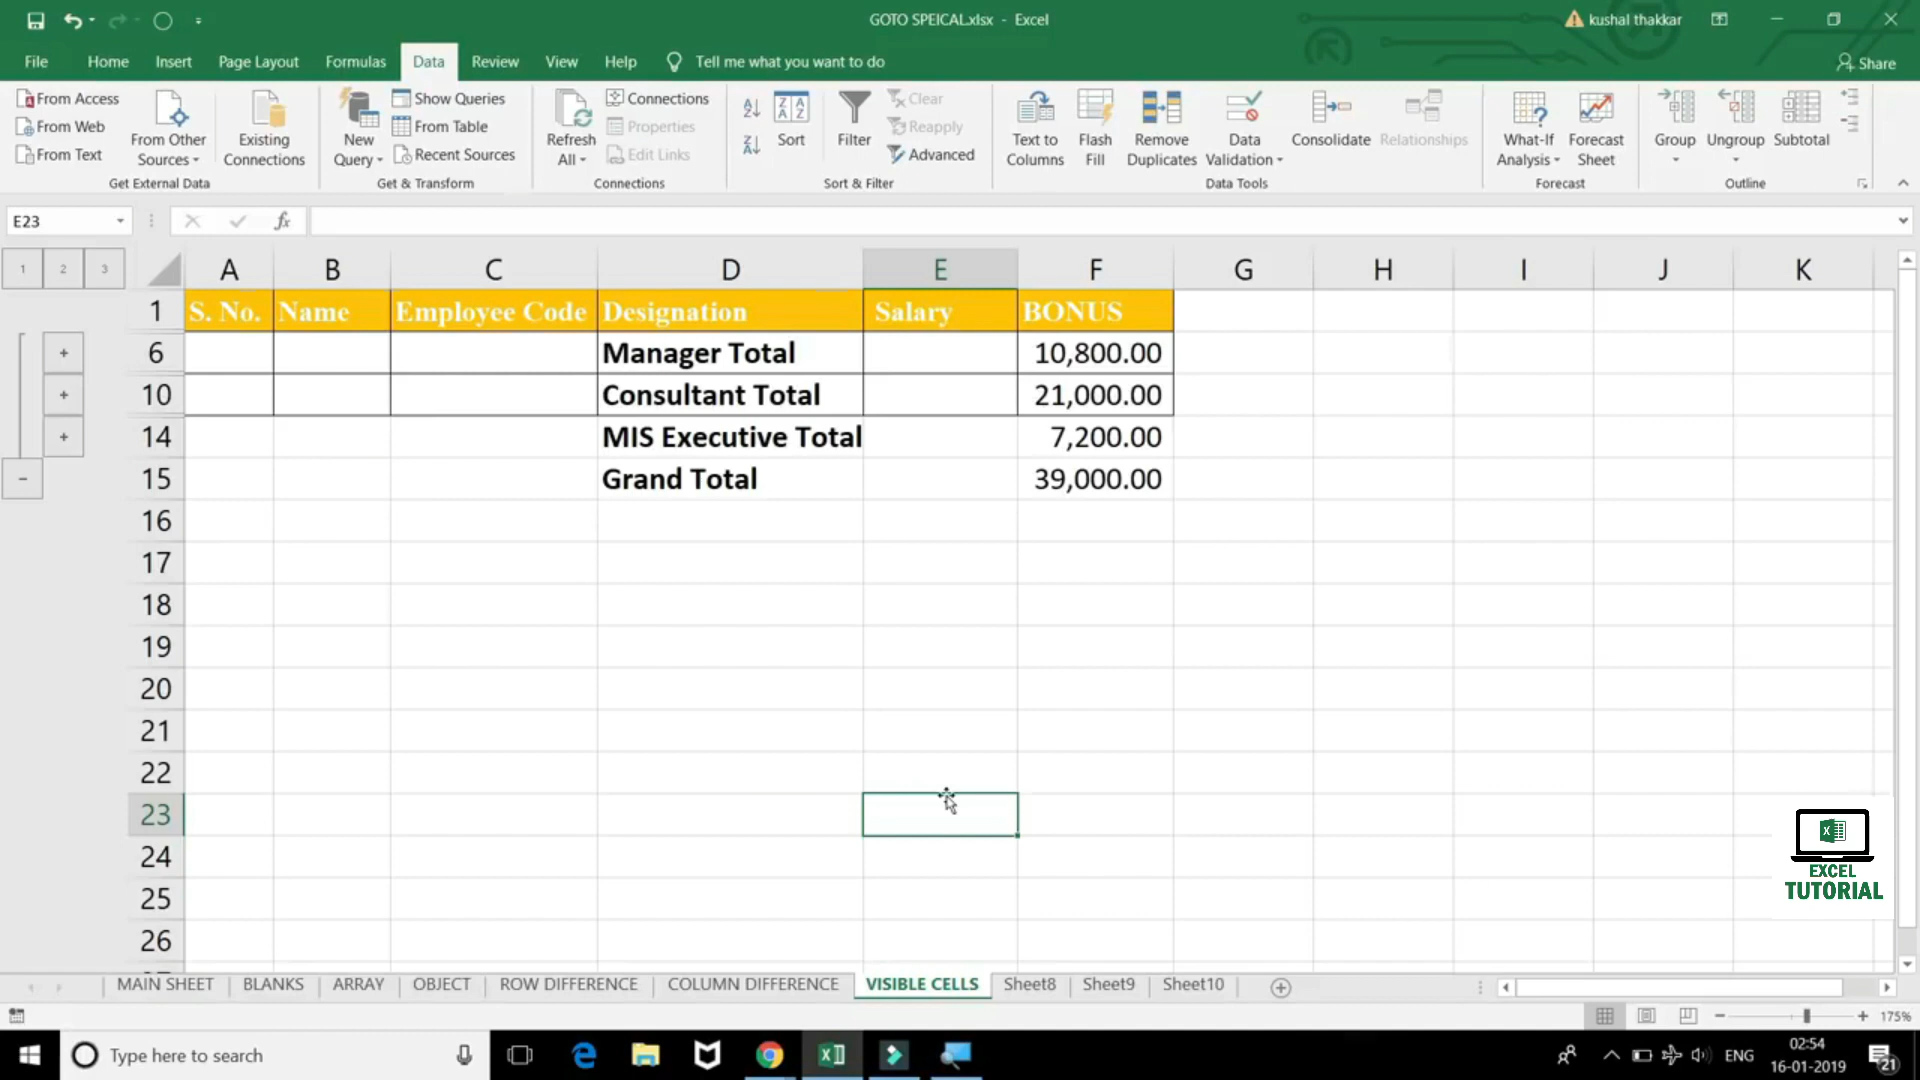 GOTO SPEICAL.xlsx - Excel
kushal thakkar
File Home Insert Page Layout Formulas Data Review View Help Tell me what you want to do
Share
From Access
From Web
From Text
From Other Sources
Existing Connections
Get External Data
New Query
Show Queries
From Table
Recent Sources
Get & Transform
Refresh All
Connections
Properties
Edit Links
Connections
Sort
Filter
Clear
Reapply
Advanced
Sort & Filter
Text to Columns
Flash Fill
Remove Duplicates
Data Validation
Consolidate
Relationships
Data Tools
What-If Analysis
Forecast Sheet
Forecast
Group
Ungroup
Subtotal
Outline
E23
fx
1 2 3
A B C D E F G H I J K
1 S. No. Name Employee Code Designation Salary BONUS
6 Manager Total 10,800.00
10 Consultant Total 21,000.00
14 MIS Executive Total 7,200.00
15 Grand Total 39,000.00
16
17
18
19
20
21
22
23
24
25
26
EXCEL
TUTORIAL
MAIN SHEET BLANKS ARRAY OBJECT ROW DIFFERENCE COLUMN DIFFERENCE VISIBLE CELLS Sheet8 Sheet9 Sheet10
175%
Type here to search
ENG
02:54
16-01-2019
21